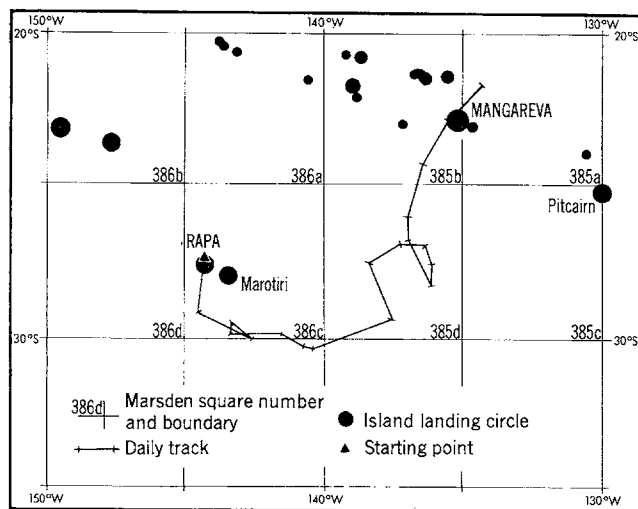 150°W 140°W 130°W
20°S 20°S
MANGAREVA
386b 386a 385b 385a
Pitcairn
RAPA
Marotiri
386d 386c 385d 385c
30°S 30°S
386d Marsden square number
and boundary
Island landing circle
Daily track
Starting point
150°W 140°W 130°W